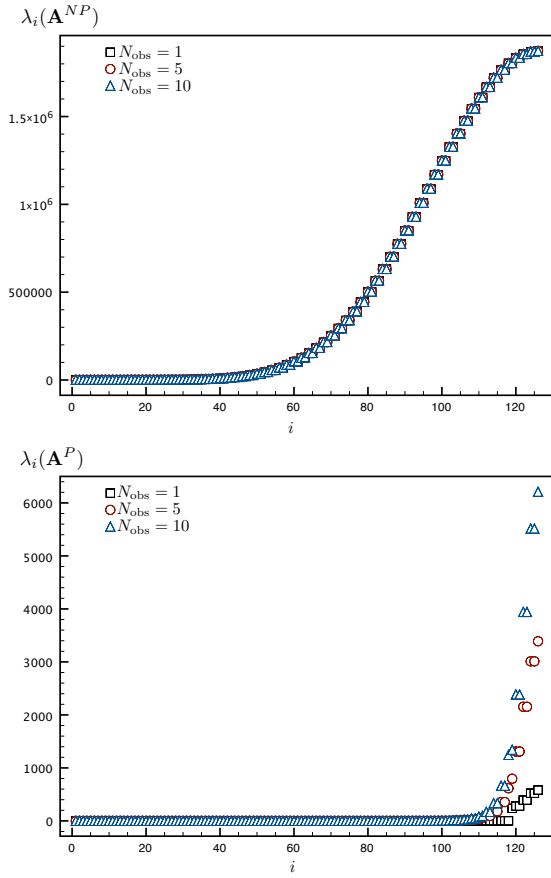 λ_i(A^{NP})
N_obs = 1
N_obs = 5
N_obs = 10
1.5×10^6
1×10^6
500000
0
0 20 40 60 80 100 120
i
λ_i(A^P)
N_obs = 1
N_obs = 5
N_obs = 10
6000
5000
4000
3000
2000
1000
0
0 20 40 60 80 100 120
i